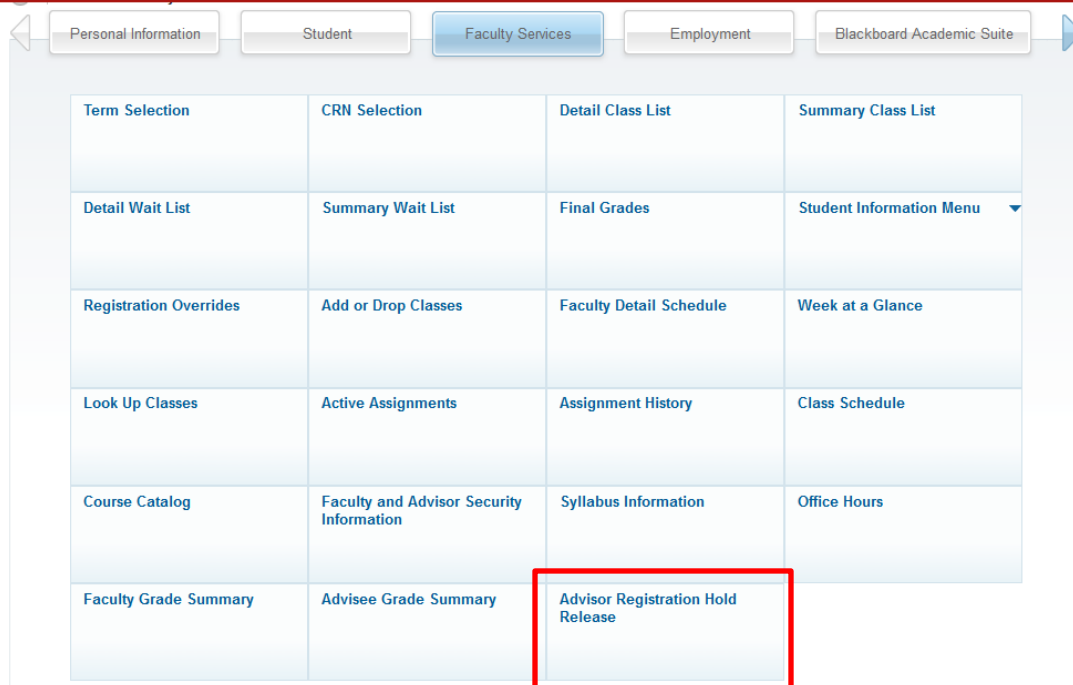 Personal Information
Student
Faculty Services
Employment
Blackboard Academic Suite
Term Selection
CRN Selection
Detail Class List
Summary Class List
Detail Wait List
Summary Wait List
Final Grades
Student Information Menu
Registration Overrides
Add or Drop Classes
Faculty Detail Schedule
Week at a Glance
Look Up Classes
Active Assignments
Assignment History
Class Schedule
Course Catalog
Faculty and Advisor Security
Information
Syllabus Information
Office Hours
Faculty Grade Summary
Advisee Grade Summary
Advisor Registration Hold
Release